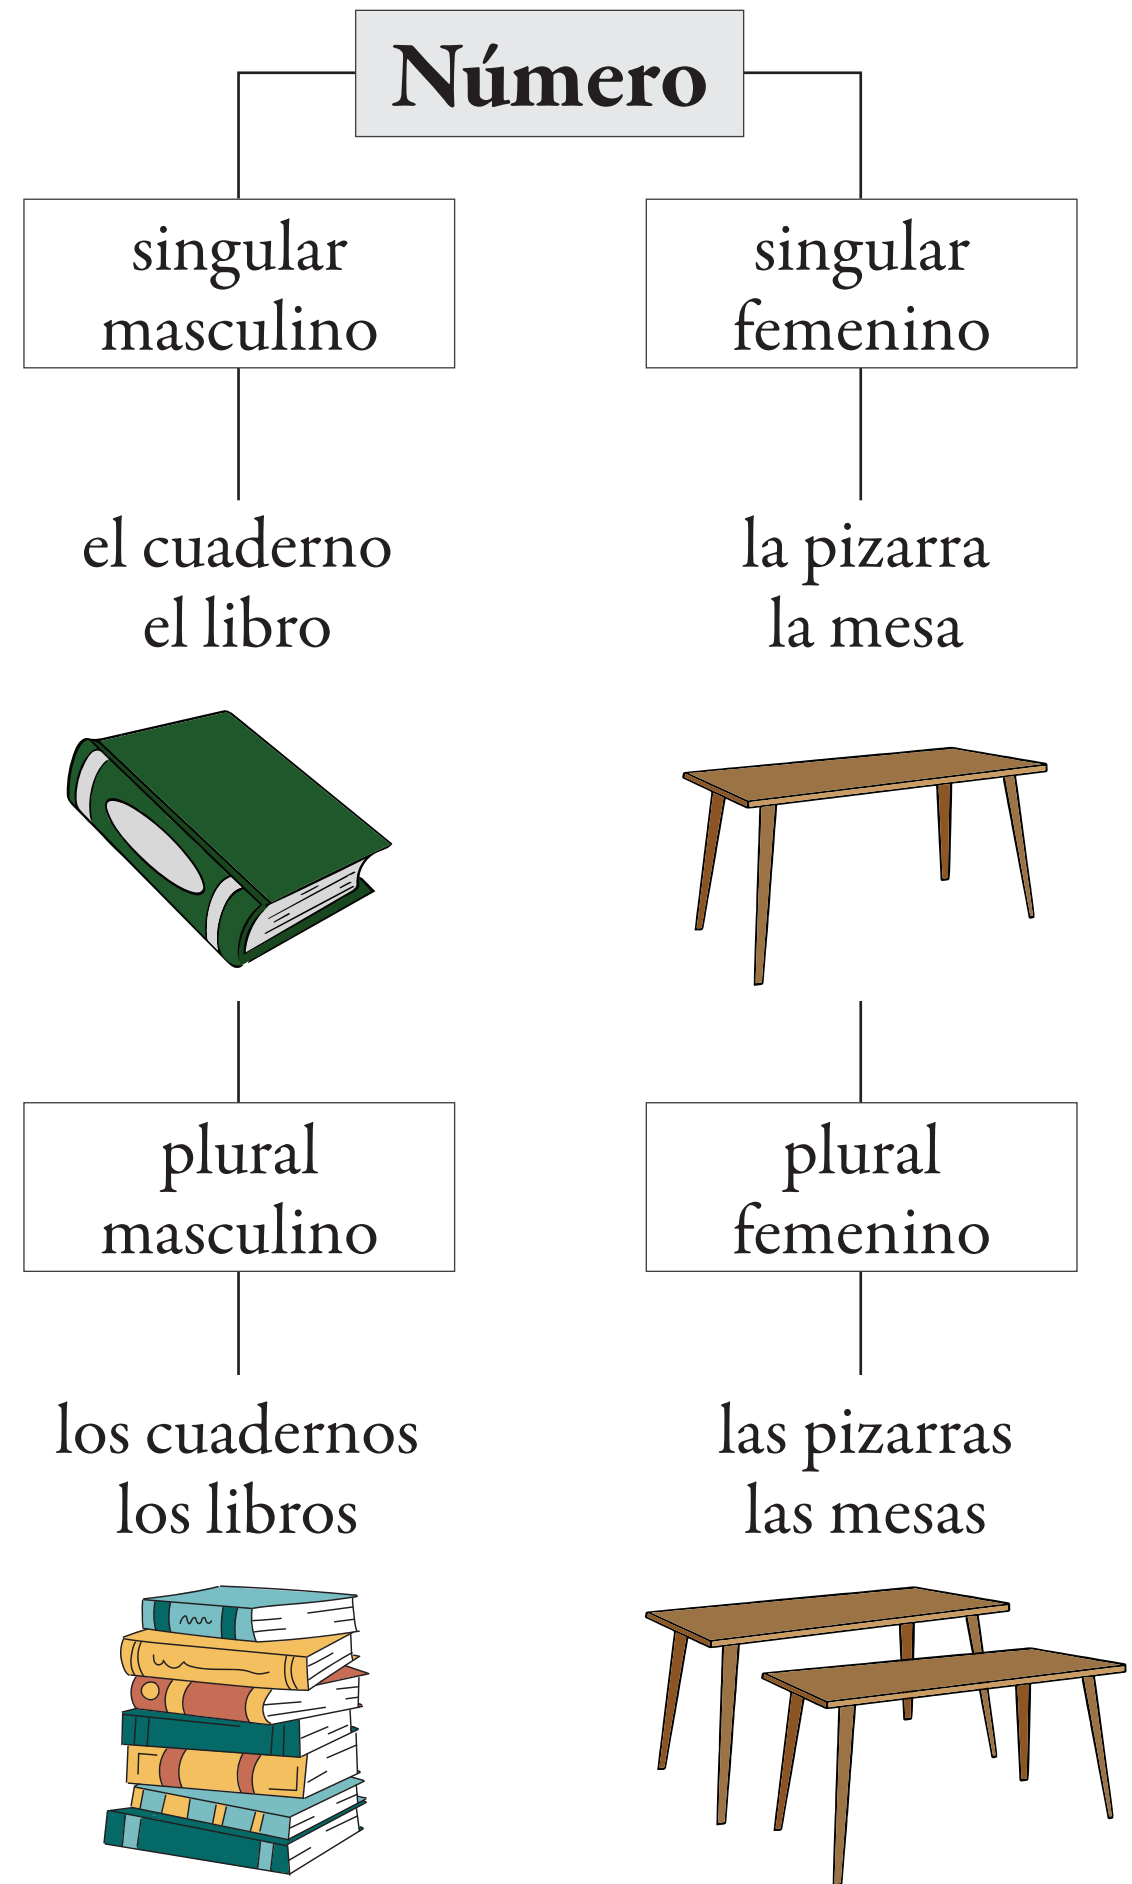 Número
singular
masculino
singular
femenino
el cuaderno
el libro
la pizarra
la mesa
plural
masculino
plural
femenino
los cuadernos
los libros
las pizarras
las mesas